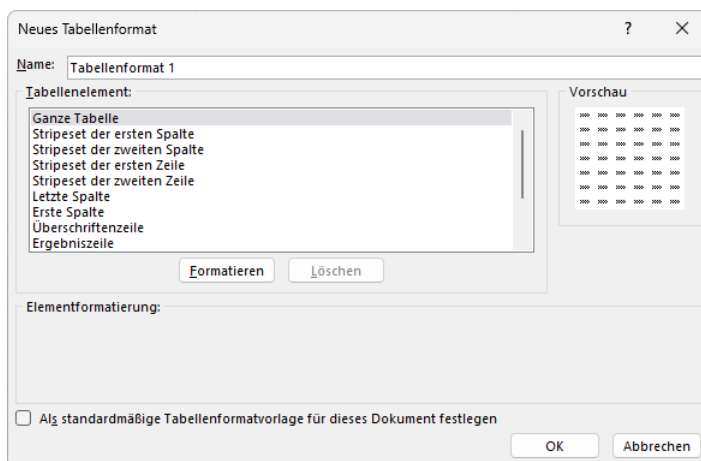 Neues Tabellenformat
?
Name: Tabellenformat 1
Tabellenelement:
Vorschau
Ganze Tabelle
Stripeset der ersten Spalte
Stripeset der zweiten Spalte
Stripeset der ersten Zeile
Stripeset der zweiten Zeile
Letzte Spalte
Erste Spalte
Überschriftenzeile
Ergebniszeile
Formatieren Löschen
Elementformatierung:
Als standardmäßige Tabellenformatvorlage für dieses Dokument festlegen
OK Abbrechen